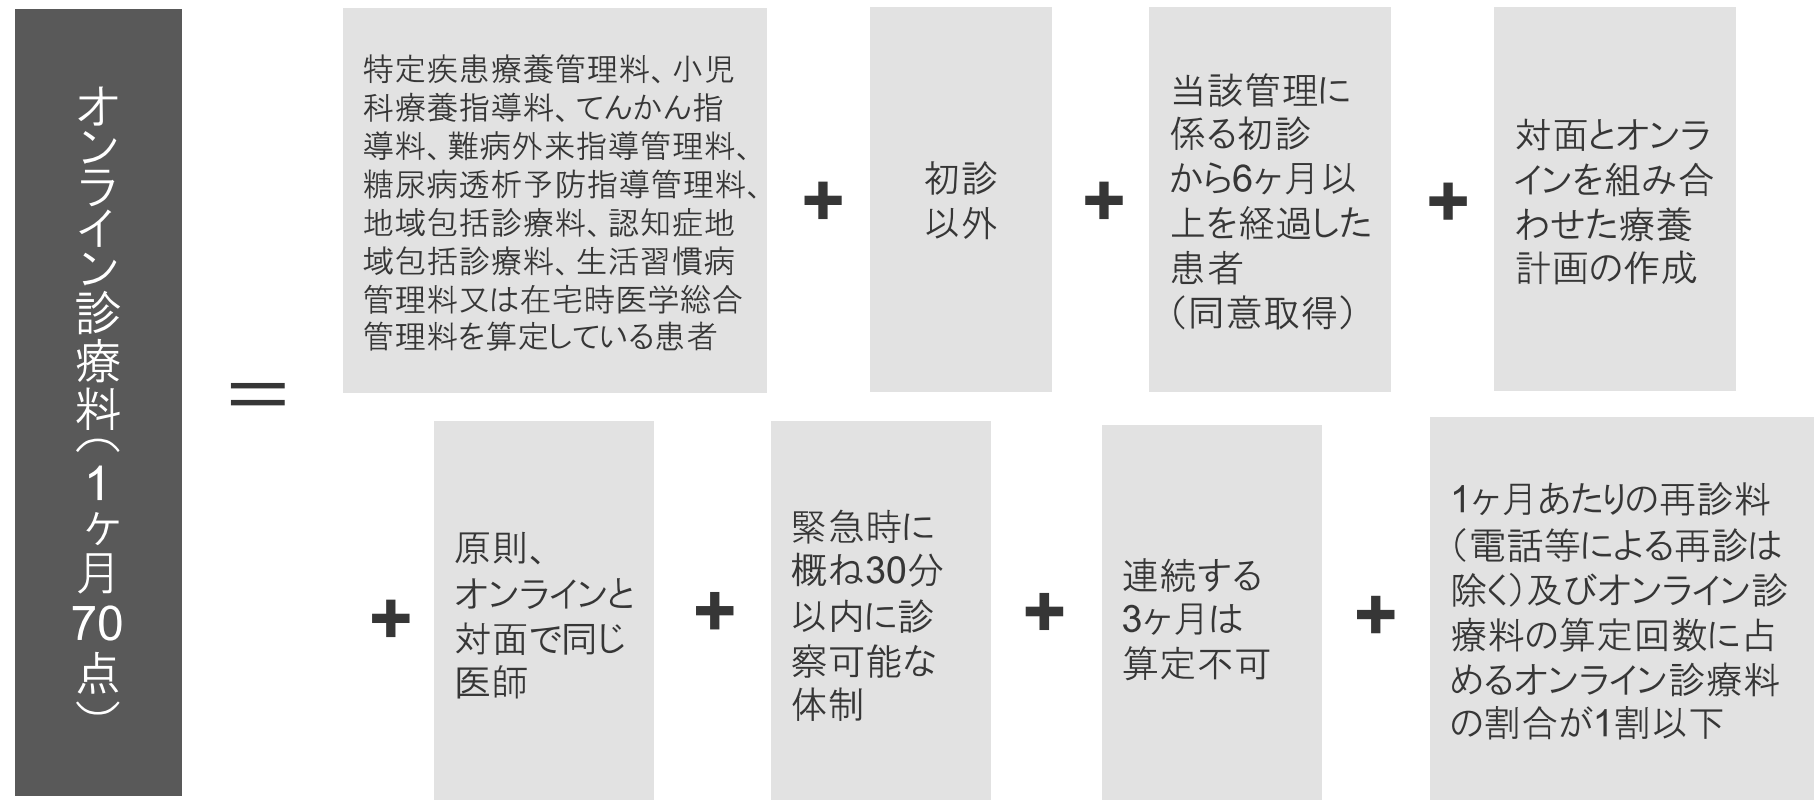 オンライン診療料（1ヶ月70点）
＝
特定疾患療養管理料、小児
科療養指導料、てんかん指
導料、難病外来指導管理料、
糖尿病透析予防指導管理料、
地域包括診療料、認知症地
域包括診療料、生活習慣病
管理料又は在宅時医学総合
管理料を算定している患者
+
初診
以外
+
当該管理に
係る初診
から6ヶ月以
上を経過した
患者
（同意取得）
+
対面とオンラ
インを組み合
わせた療養
計画の作成
+
原則、
オンラインと
対面で同じ
医師
+
緊急時に
概ね30分
以内に診
察可能な
体制
+
連続する
3ヶ月は
算定不可
+
1ヶ月あたりの再診料
（電話等による再診は
除く）及びオンライン診
療料の算定回数に占
めるオンライン診療料
の割合が1割以下